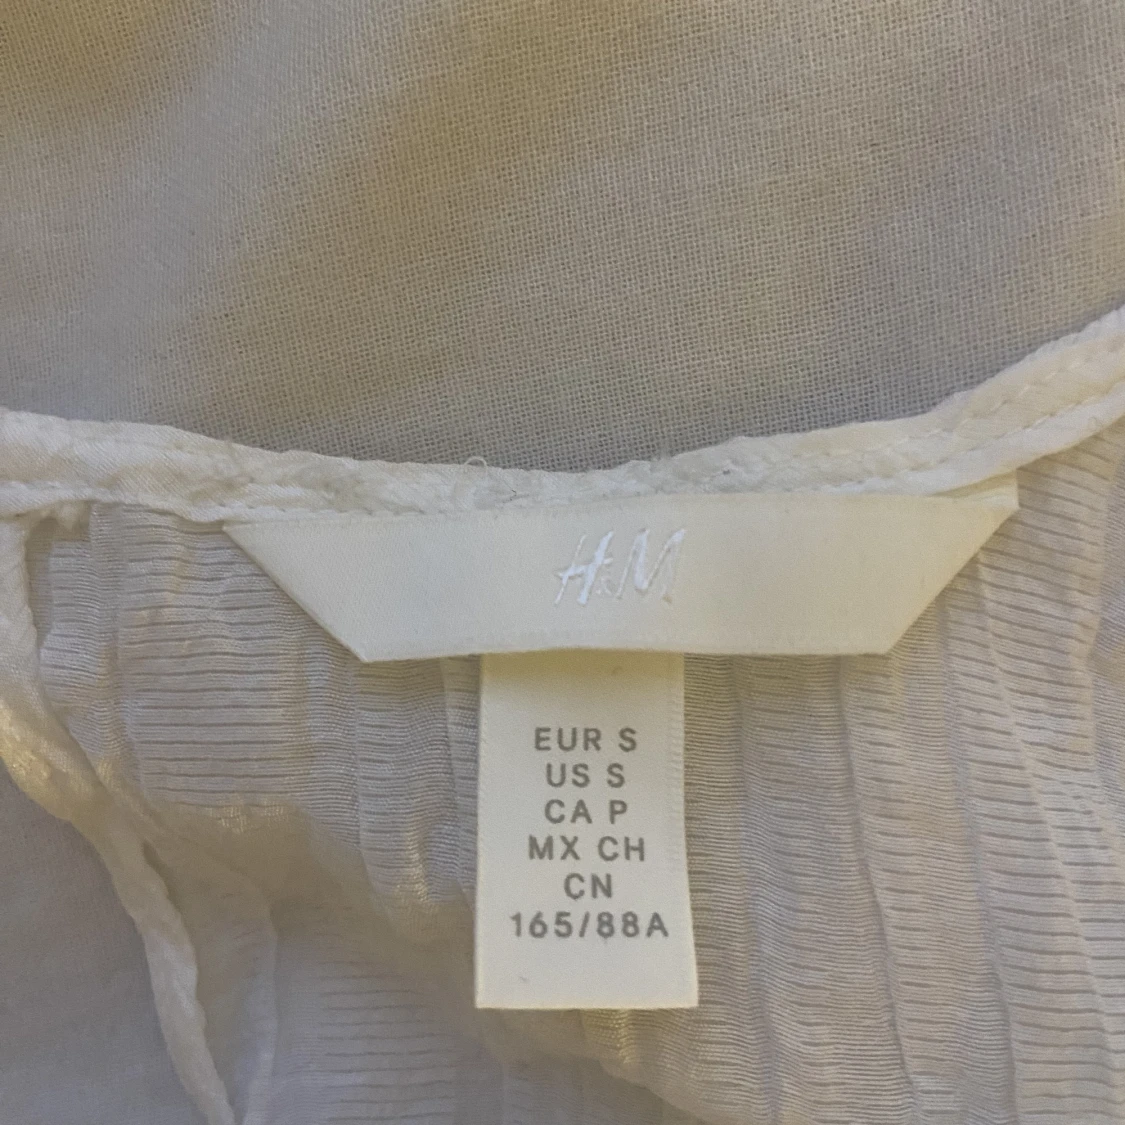 H&M
EUR S
US S
CA P
MX CH
CN
165/88A